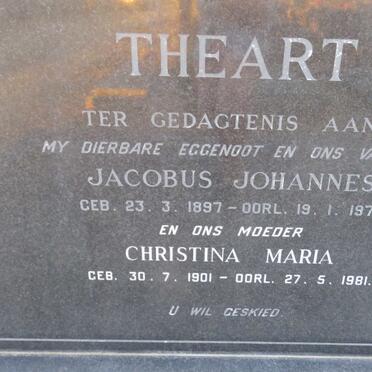 THEART
TER GEDAGTENIS AAN
MY DIERBARE EGGENOOT EN ONS
JACOBUS JOHANNES
GEB. 23. 3. 1897 – OORL. 19. 1.
EN ONS MOEDER
CHRISTINA MARIA
GEB. 30. 7. 1901 – OORL. 27. 5. 1981.
U WIL GESKIED.